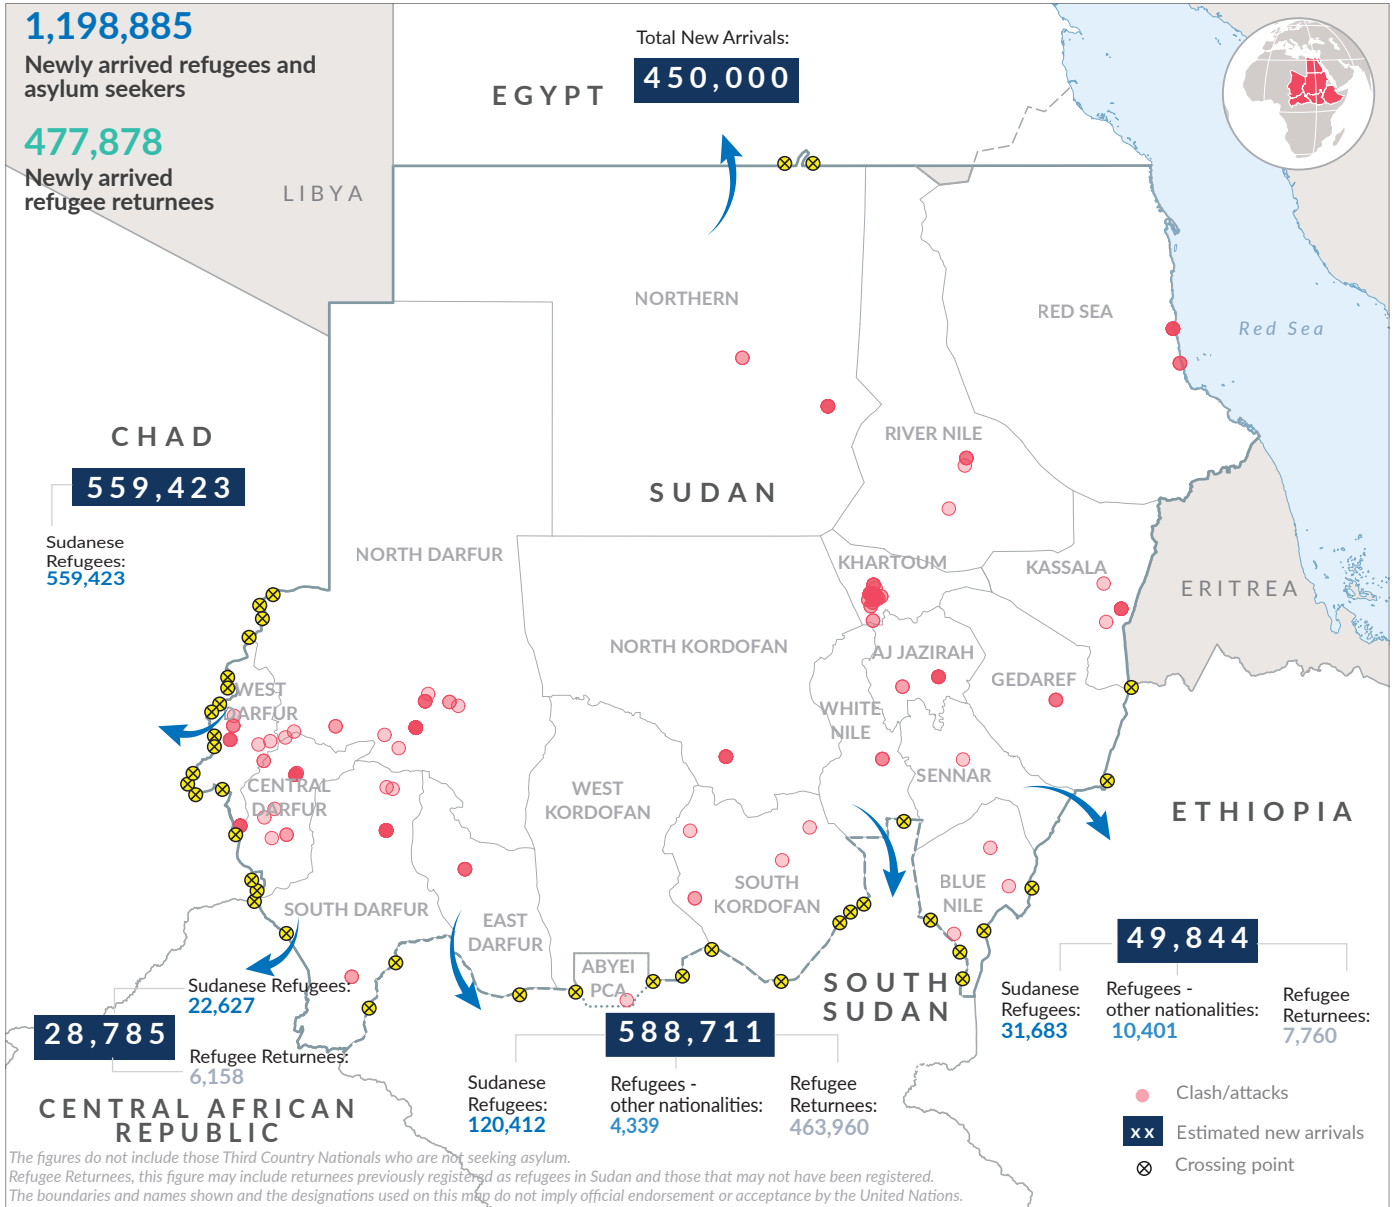 1,198,885
Newly arrived refugees and
asylum seekers
477,878
Newly arrived
refugee returnees
LIBYA
EGYPT
Total New Arrivals:
450,000
NORTHERN
RED SEA
Red Sea
RIVER NILE
CHAD
559,423
Sudanese
Refugees:
559,423
SUDAN
NORTH DARFUR
KHARTOUM
KASSALA
ERITREA
NORTH KORDOFAN
AJ JAZIRAH
GEDAREF
WEST
DARFUR
WHITE
NILE
SENNAR
CENTRAL
DARFUR
WEST
KORDOFAN
ETHIOPIA
SOUTH
KORDOFAN
BLUE
NILE
SOUTH DARFUR
EAST
DARFUR
ABYEI
PCA
SOUTH
SUDAN
49,844
Sudanese
Refugees:
31,683
Refugees -
other nationalities:
10,401
Refugee
Returnees:
7,760
Sudanese Refugees:
22,627
28,785
Refugee Returnees:
6,158
CENTRAL AFRICAN
REPUBLIC
588,711
Sudanese
Refugees:
120,412
Refugees -
other nationalities:
4,339
Refugee
Returnees:
463,960
Clash/attacks
xx Estimated new arrivals
Crossing point
The figures do not include those Third Country Nationals who are not seeking asylum.
Refugee Returnees, this figure may include returnees previously registered as refugees in Sudan and those that may not have been registered.
The boundaries and names shown and the designations used on this map do not imply official endorsement or acceptance by the United Nations.